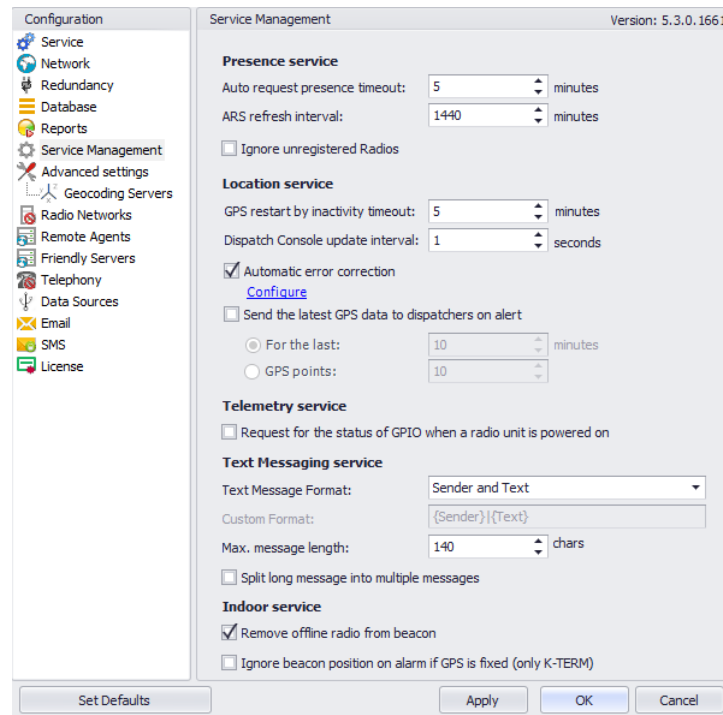 Configuration
Service
Network
Redundancy
Database
Reports
Service Management
Advanced settings
Geocoding Servers
Radio Networks
Remote Agents
Friendly Servers
Telephony
Data Sources
Email
SMS
License
Service Management Version: 5.3.0.1661
Presence service
Auto request presence timeout: 5 minutes
ARS refresh interval: 1440 minutes
Ignore unregistered Radios
Location service
GPS restart by inactivity timeout: 5 minutes
Dispatch Console update interval: 1 seconds
Automatic error correction
Configure
Send the latest GPS data to dispatchers on alert
For the last: 10 minutes
GPS points: 10
Telemetry service
Request for the status of GPIO when a radio unit is powered on
Text Messaging service
Text Message Format: Sender and Text
Custom Format: {Sender}|{Text}
Max. message length: 140 chars
Split long message into multiple messages
Indoor service
Remove offline radio from beacon
Ignore beacon position on alarm if GPS is fixed (only K-TERM)
Set Defaults Apply OK Cancel